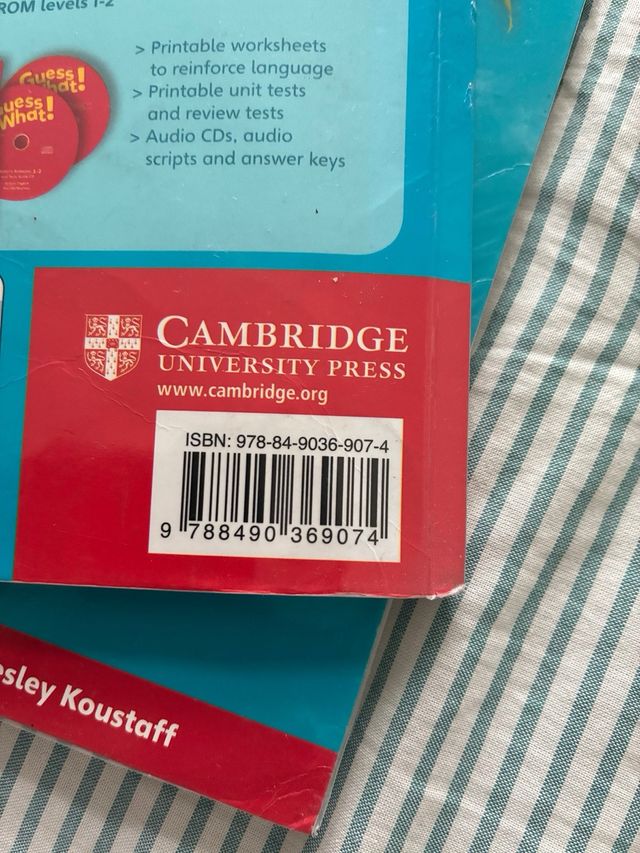 ROM levels 1-2
> Printable worksheets
to reinforce language
> Printable unit tests
and review tests
> Audio CDs, audio
scripts and answer keys
Guess
What!
Guess
What!
CAMBRIDGE
UNIVERSITY PRESS
www.cambridge.org
ISBN: 978-84-9036-907-4
9 788490 369074
esley Koustaff